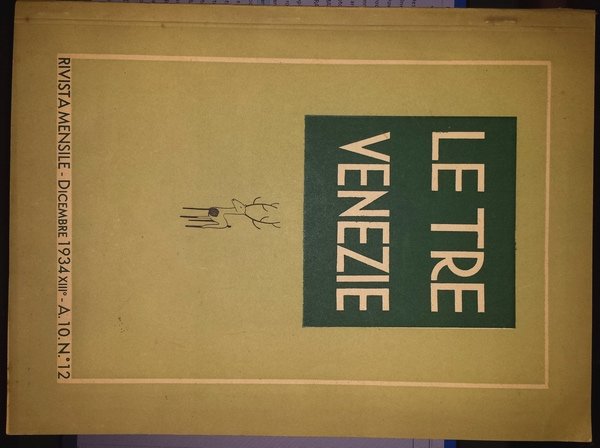 LE TRE
VENEZIE
RIVISTA MENSILE - DICEMBRE 1934 XIII° - A. 10. N.° 12